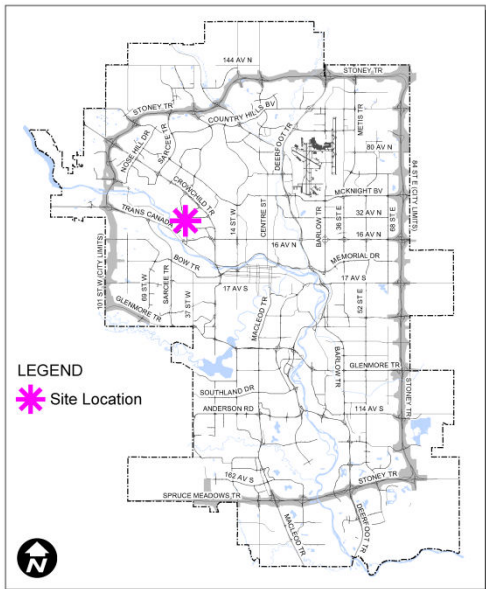 144 AV N
STONEY TR
STONEY TR
COUNTRY HILLS BV
NOSE HILL DR
SARCEE TR
DEERFOOT TR
METIS TR
80 AV N
84 ST E (CITY LIMITS)
CROWCHILD TR
MCKNIGHT BV
TRANS CANADA
14 ST W
CENTRE ST
BARLOW TR
36 ST E
32 AV N
68 ST E
16 AV N
16 AV N
MEMORIAL DR
BOW TR
101 ST W (CITY LIMITS)
69 ST W
SARCEE TR
37 ST W
17 AV S
17 AV S
52 ST E
GLENMORE TR
MACLEOD TR
BARLOW TR
GLENMORE TR
LEGEND
Site Location
SOUTHLAND DR
STONEY TR
ANDERSON RD
114 AV S
162 AV S
STONEY TR
SPRUCE MEADOWS TR
MACLEOD TR
DEERFOOT TR
N